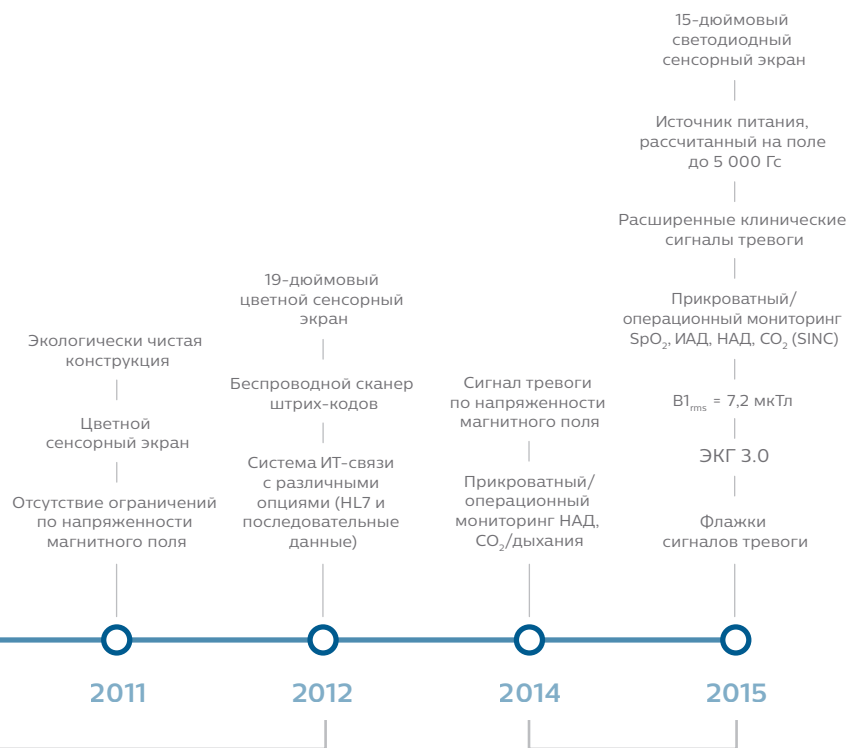 Экологически чистая
конструкция
Цветной
сенсорный экран
Отсутствие ограничений
по напряженности
магнитного поля
2011
19-дюймовый
цветной сенсорный
экран
Беспроводной сканер
штрих-кодов
Система ИТ-связи
с различными
опциями (HL7 и
последовательные
данные)
2012
Сигнал тревоги
по напряженности
магнитного поля
Прикроватный/
операционный
мониторинг НАД,
CO₂/дыхания
2014
15-дюймовый
светодиодный
сенсорный экран
Источник питания,
рассчитанный на поле
до 5 000 Гс
Расширенные клинические
сигналы тревоги
Прикроватный/
операционный мониторинг
SpO₂, ИАД, НАД, CO₂ (SINC)
B1rms = 7,2 мкТл
ЭКГ 3.0
Флажки
сигналов тревоги
2015